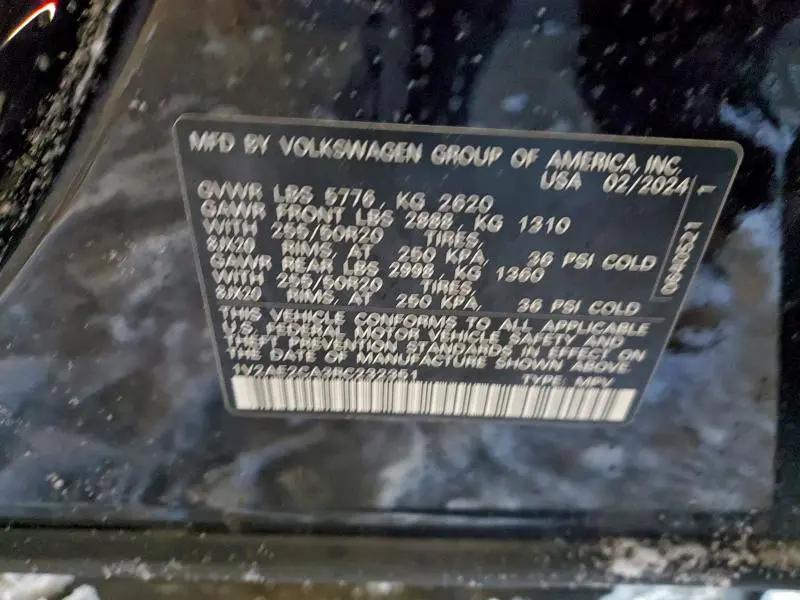 MFD BY VOLKSWAGEN GROUP OF AMERICA, INC.
USA 02/2024
GVWR LBS 5776, KG 2620
GAWR FRONT LBS 2888, KG 1310
WITH 255/50R20 TIRES,
8JX20 RIMS, AT 250 KPA, 36 PSI COLD
GAWR REAR LBS 2998, KG 1360
WITH 255/50R20 TIRES,
8JX20 RIMS, AT 250 KPA, 36 PSI COLD
THIS VEHICLE CONFORMS TO ALL APPLICABLE
U.S. FEDERAL MOTOR VEHICLE SAFETY AND
THEFT PREVENTION STANDARDS IN EFFECT ON
THE DATE OF MANUFACTURE SHOWN ABOVE
1V2AE2CA3RC232351 TYPE: MPV